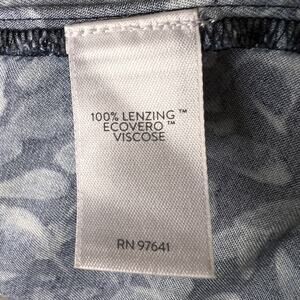 100% LENZING™
ECOVERO™
VISCOSE
RN 97641